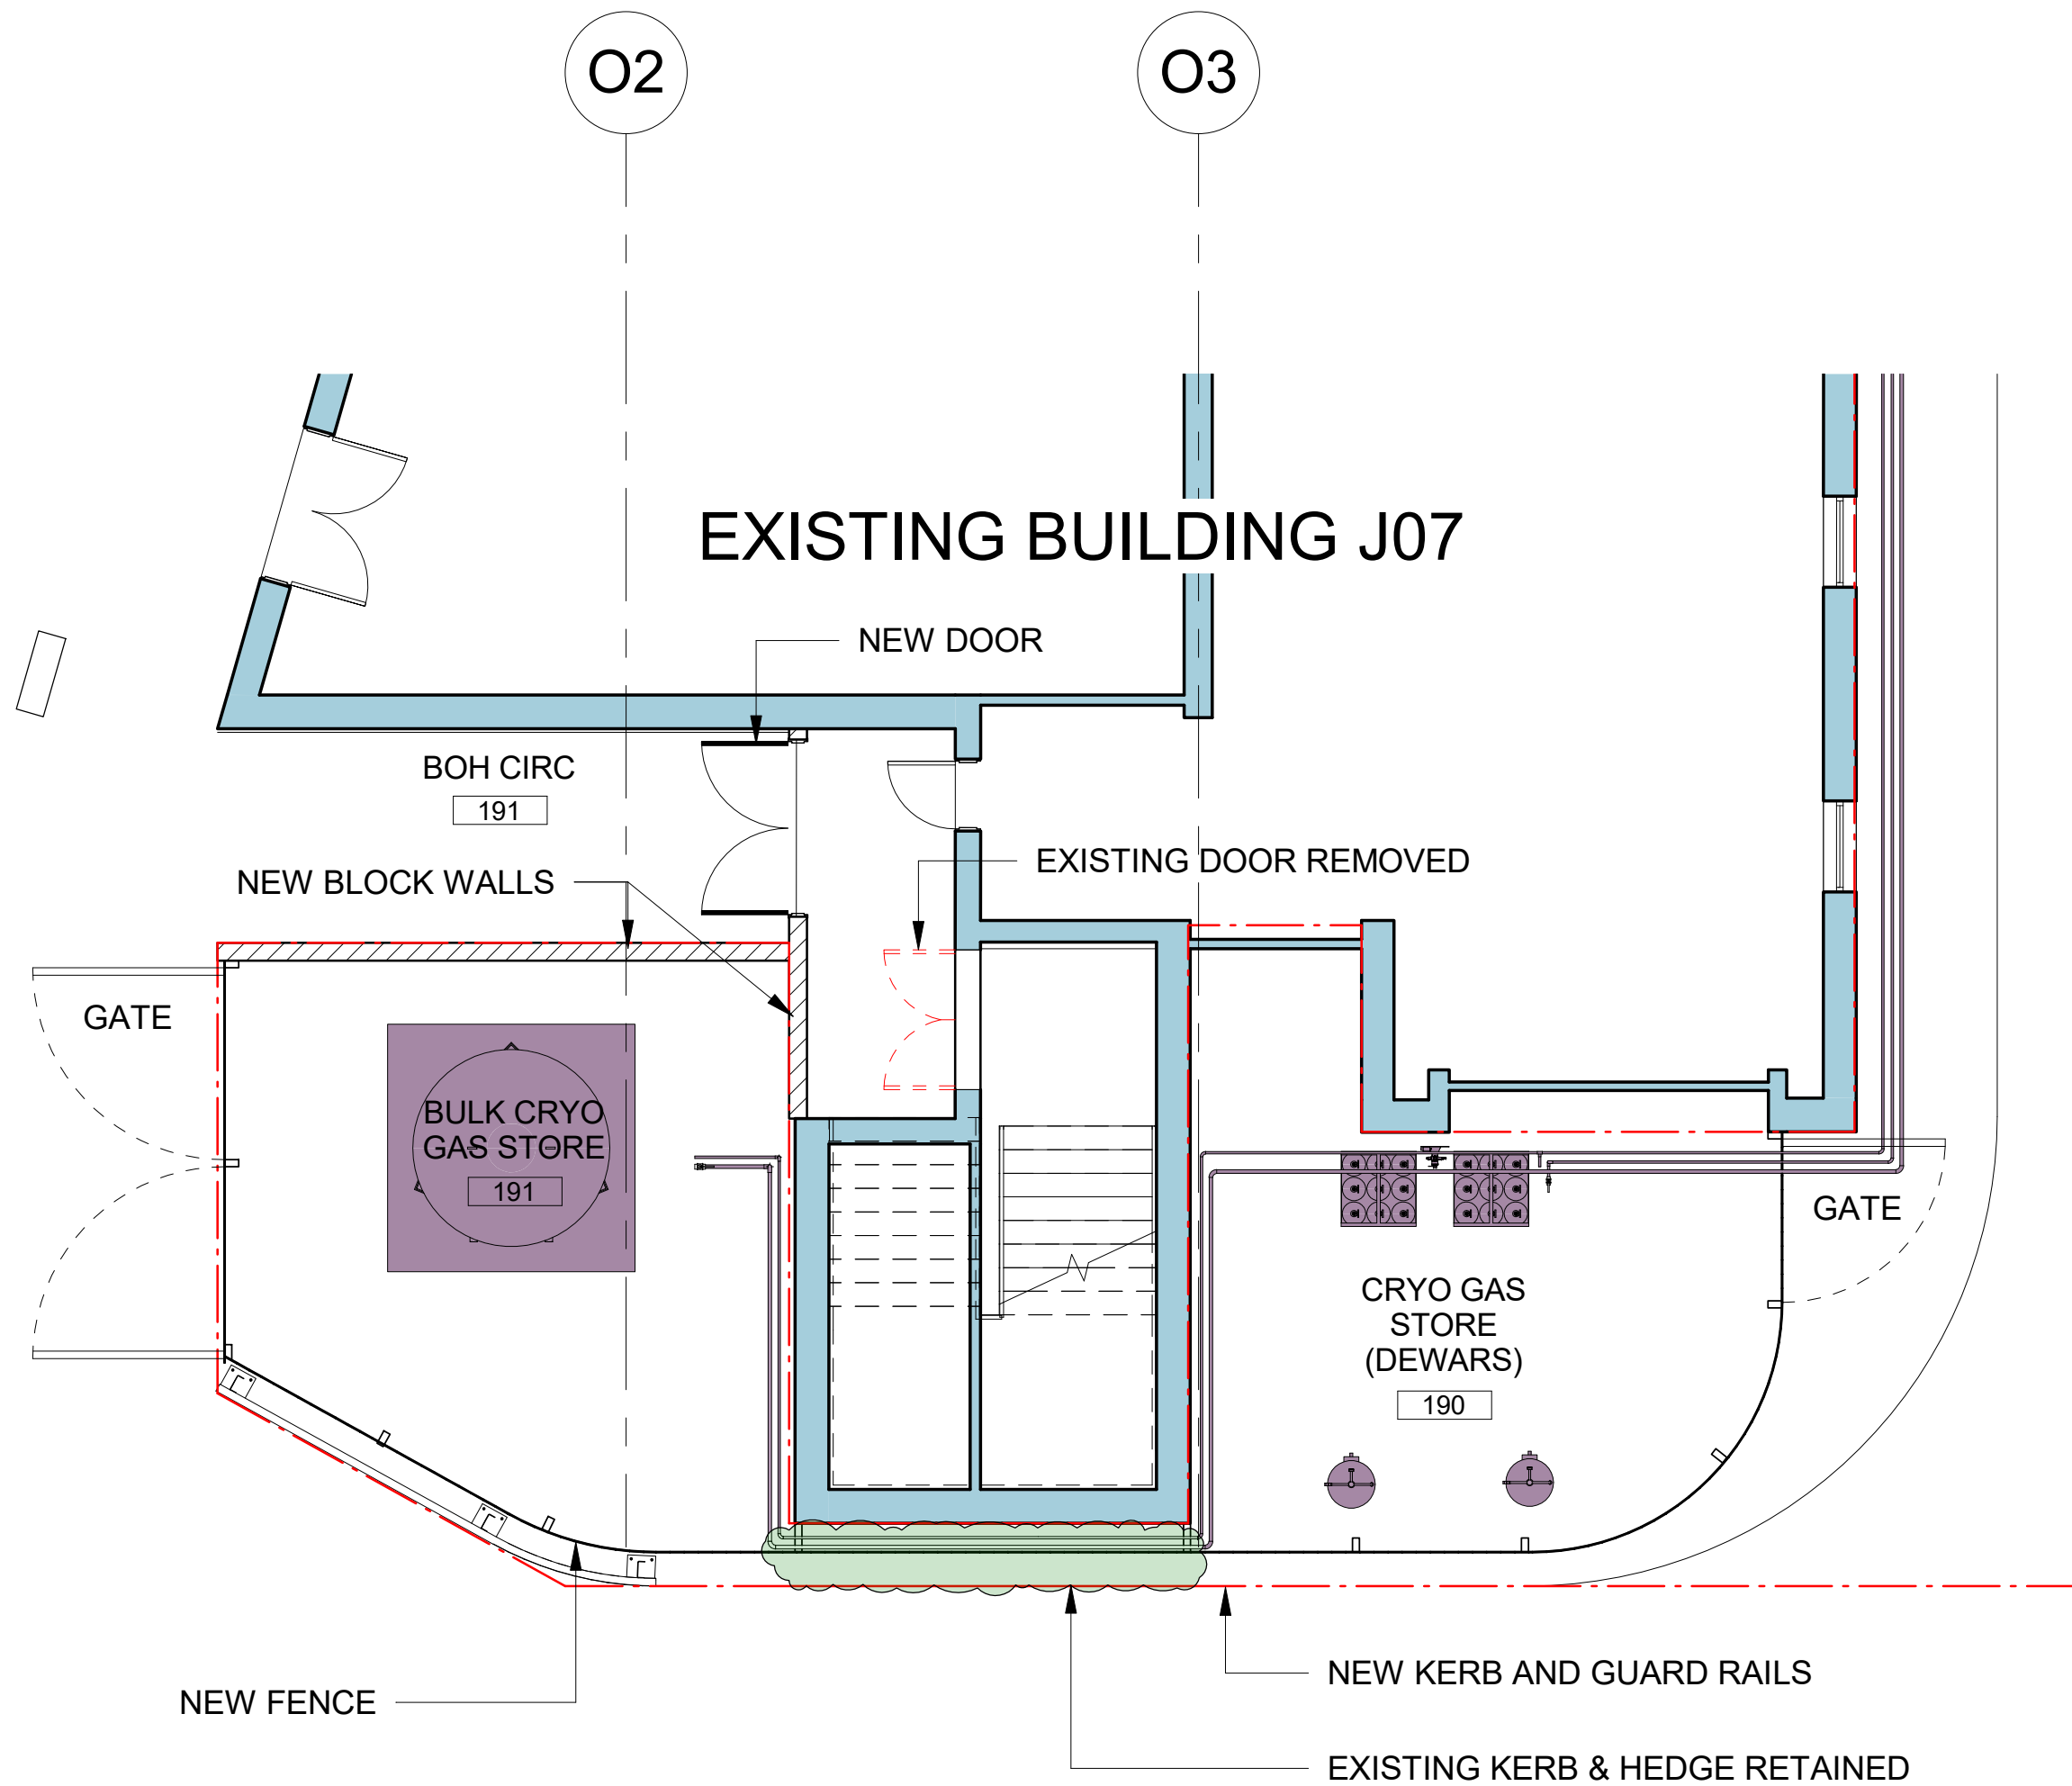 O2
O3
EXISTING BUILDING J07
NEW DOOR
BOH CIRC
191
EXISTING DOOR REMOVED
NEW BLOCK WALLS
GATE
BULK CRYO
GAS STORE
191
GATE
CRYO GAS
STORE
(DEWARS)
190
NEW KERB AND GUARD RAILS
NEW FENCE
EXISTING KERB & HEDGE RETAINED